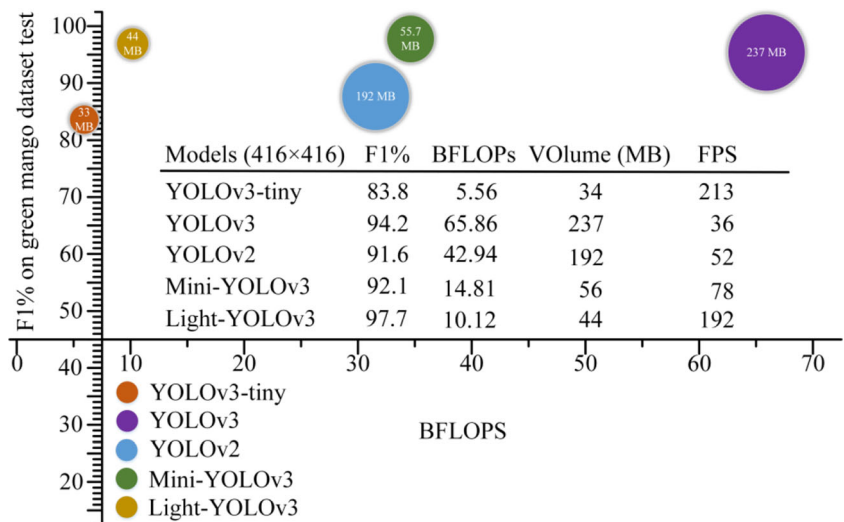 F1% on green mango dataset test
100
90
80
70
60
50
40
30
20
44
MB
55.7
MB
237 MB
192 MB
33
MB
Models (416×416) F1% BFLOPs VOlume (MB) FPS
YOLOv3-tiny 83.8 5.56 34 213
YOLOv3 94.2 65.86 237 36
YOLOv2 91.6 42.94 192 52
Mini-YOLOv3 92.1 14.81 56 78
Light-YOLOv3 97.7 10.12 44 192
0 10 20 30 40 50 60 70
BFLOPS
YOLOv3-tiny
YOLOv3
YOLOv2
Mini-YOLOv3
Light-YOLOv3